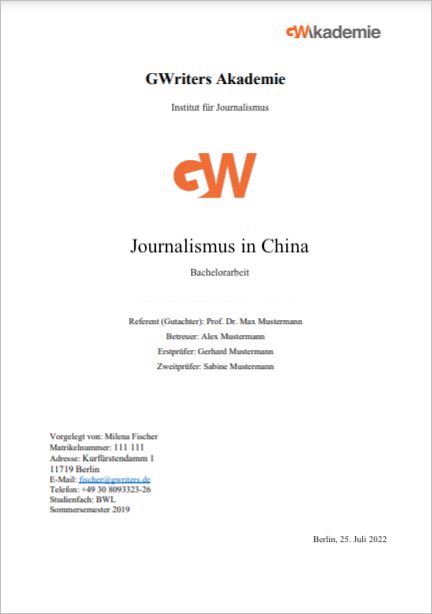 GWAkademie
GWriters Akademie
Institut für Journalismus
GW
Journalismus in China
Bachelorarbeit
Referent (Gutachter): Prof. Dr. Max Mustermann
Betreuer: Alex Mustermann
Erstprüfer: Gerhard Mustermann
Zweitprüfer: Sabine Mustermann
Vorgelegt von: Milena Fischer
Matrikelnummer: 111 111
Adresse: Kurfürstendamm 1
11719 Berlin
E-Mail: fischer@gwriters.de
Telefon: +49 30 8093323-26
Studienfach: BWL
Sommersemester 2019
Berlin, 25. Juli 2022